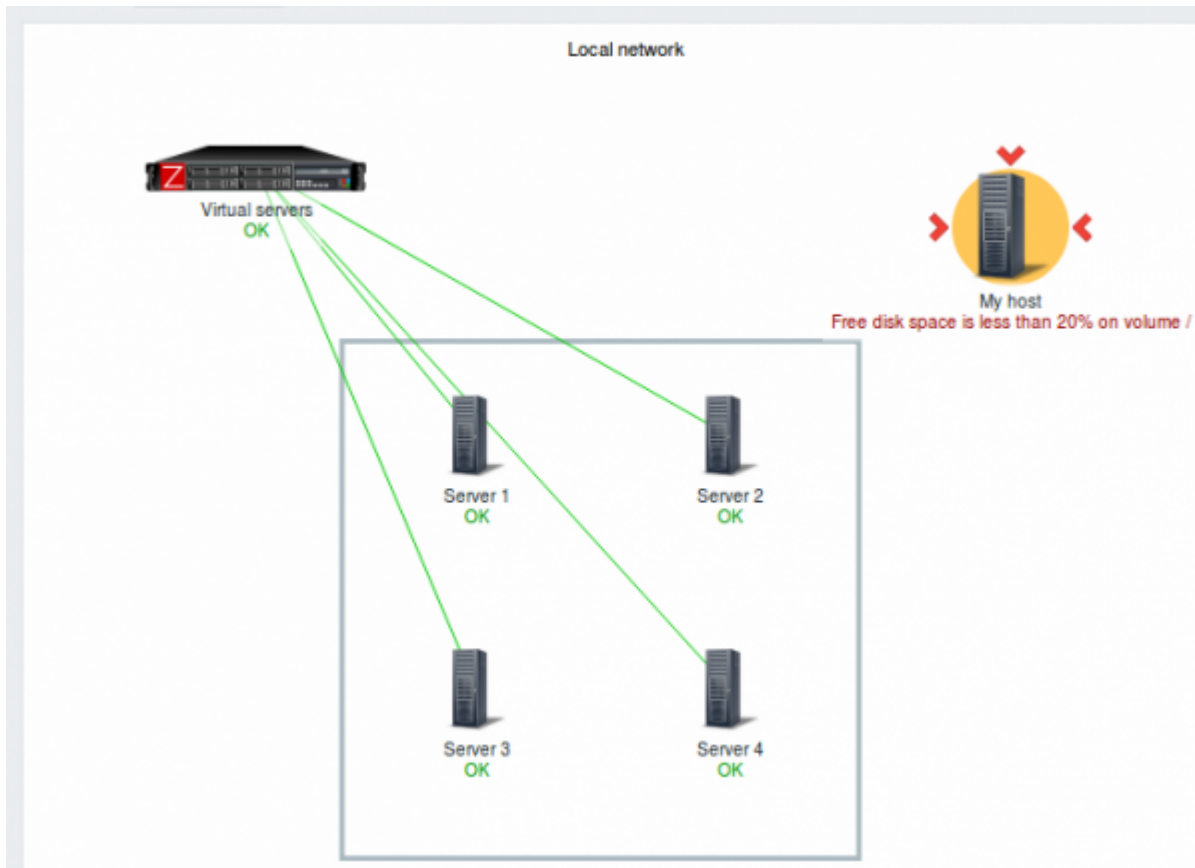 Local network
Z
Virtual servers
OK
My host
Free disk space is less than 20% on volume /
Server 1
OK
Server 2
OK
Server 3
OK
Server 4
OK